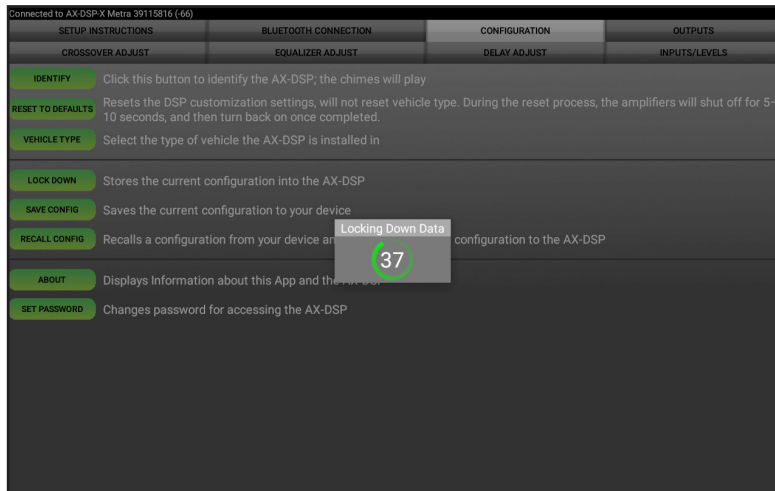 Connected to AX-DSP-X Metra 39115816 (-66)
SETUP INSTRUCTIONS BLUETOOTH CONNECTION CONFIGURATION OUTPUTS
CROSSOVER ADJUST EQUALIZER ADJUST DELAY ADJUST INPUTS/LEVELS
IDENTIFY Click this button to identify the AX-DSP; the chimes will play
RESET TO DEFAULTS Resets the DSP customization settings, will not reset vehicle type. During the reset process, the amplifiers will shut off for 5-
10 seconds, and then turn back on once completed.
VEHICLE TYPE Select the type of vehicle the AX-DSP is installed in
LOCK DOWN Stores the current configuration into the AX-DSP
SAVE CONFIG Saves the current configuration to your device
Locking Down Data
RECALL CONFIG Recalls a configuration from your device configuration to the AX-DSP
37
ABOUT Displays Information about this App and the
SET PASSWORD Changes password for accessing the AX-DSP